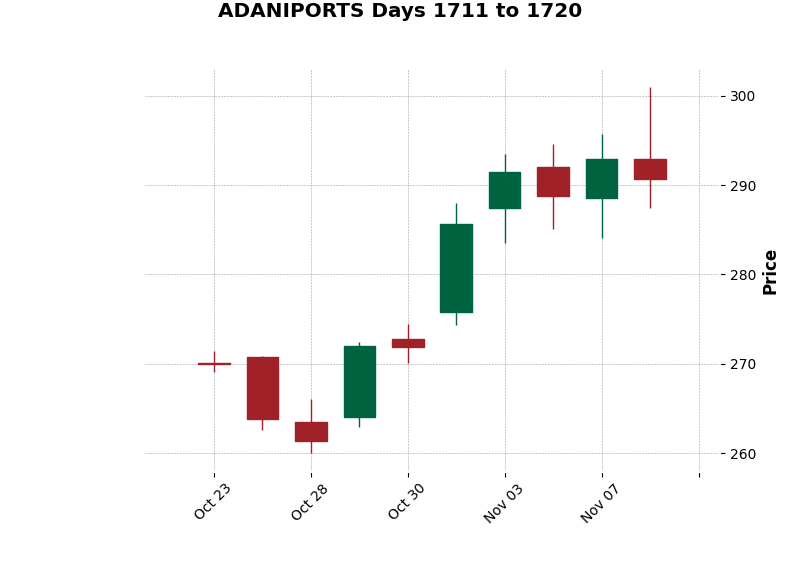 ADANIPORTS Days 1711 to 1720
300
290
280
270
260
Price
Oct 23
Oct 28
Oct 30
Nov 03
Nov 07